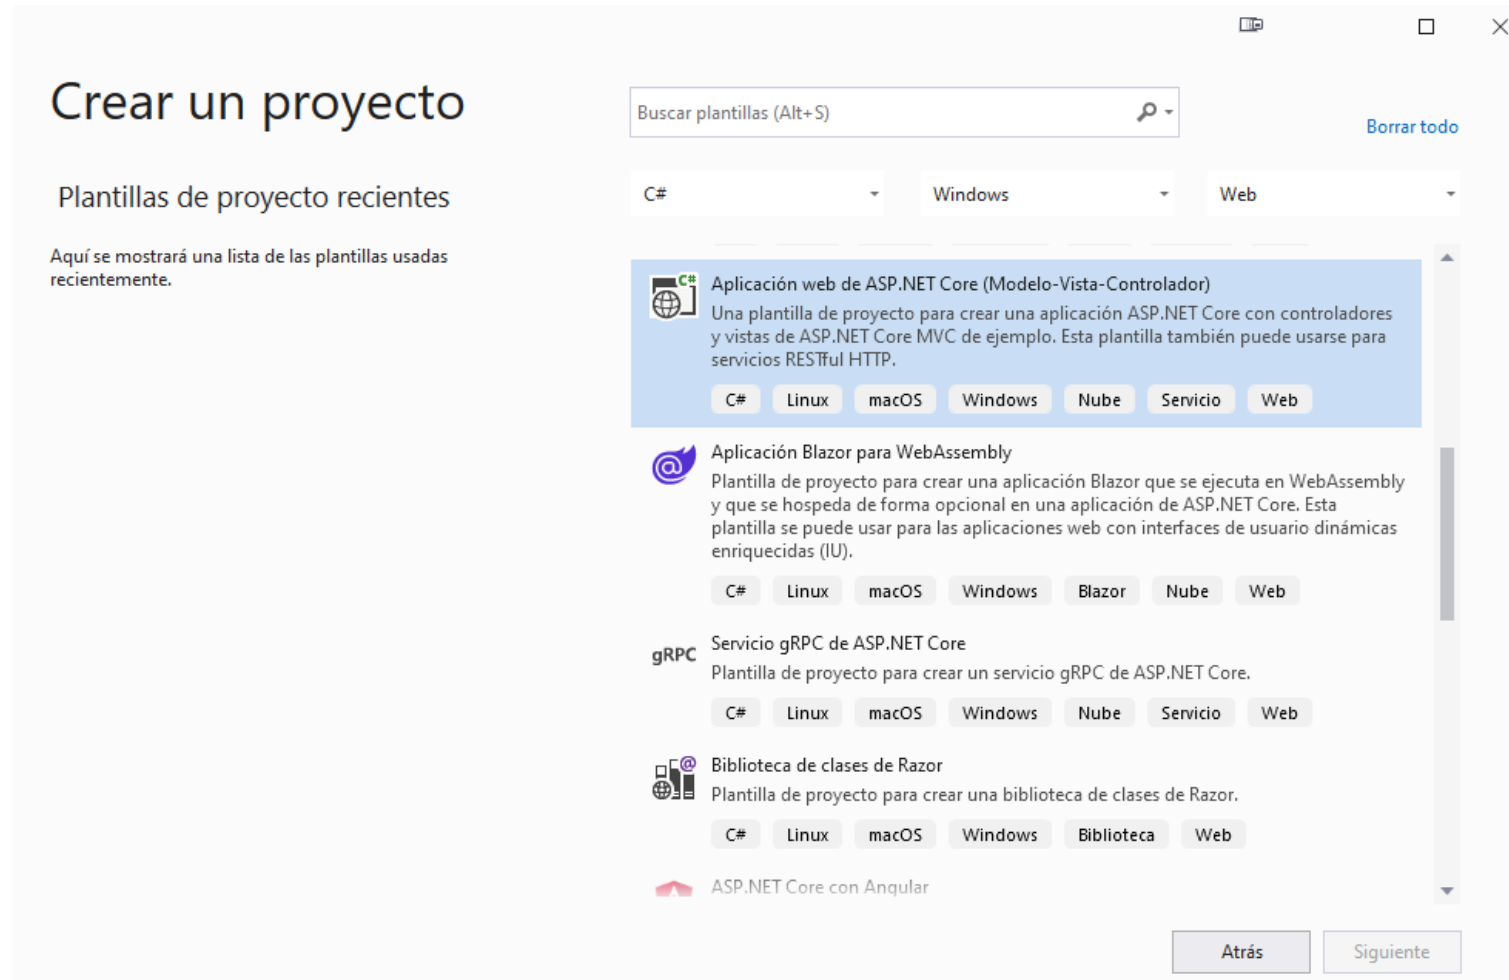 Crear un proyecto
Buscar plantillas (Alt+S)
Borrar todo
Plantillas de proyecto recientes
C#
Windows
Web
Aquí se mostrará una lista de las plantillas usadas
recientemente.
C#
Aplicación web de ASP.NET Core (Modelo-Vista-Controlador)
Una plantilla de proyecto para crear una aplicación ASP.NET Core con controladores
y vistas de ASP.NET Core MVC de ejemplo. Esta plantilla también puede usarse para
servicios RESTful HTTP.
C# Linux macOS Windows Nube Servicio Web
Aplicación Blazor para WebAssembly
Plantilla de proyecto para crear una aplicación Blazor que se ejecuta en WebAssembly
y que se hospeda de forma opcional en una aplicación de ASP.NET Core. Esta
plantilla se puede usar para las aplicaciones web con interfaces de usuario dinámicas
enriquecidas (IU).
C# Linux macOS Windows Blazor Nube Web
gRPC
Servicio gRPC de ASP.NET Core
Plantilla de proyecto para crear un servicio gRPC de ASP.NET Core.
C# Linux macOS Windows Nube Servicio Web
Biblioteca de clases de Razor
Plantilla de proyecto para crear una biblioteca de clases de Razor.
C# Linux macOS Windows Biblioteca Web
ASP.NET Core con Angular
Atrás
Siguiente